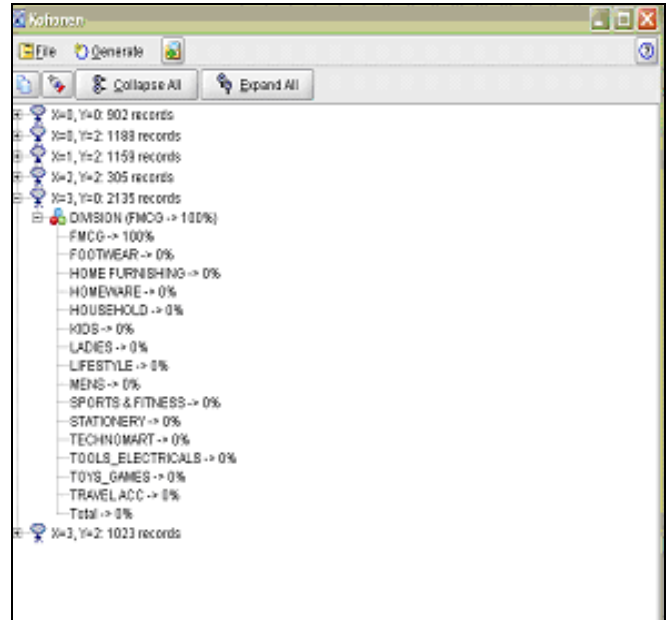 Kohonen
File Generate
Collapse All Expand All
X=0, Y=0: 902 records
X=0, Y=2: 1188 records
X=1, Y=2: 1159 records
X=2, Y=2: 305 records
X=3, Y=0: 2135 records
DIVISION (FMCG -> 100%)
FMCG -> 100%
FOOTWEAR -> 0%
HOME FURNISHING -> 0%
HOMEWARE -> 0%
HOUSEHOLD -> 0%
KIDS -> 0%
LADIES -> 0%
LIFESTYLE -> 0%
MENS -> 0%
SPORTS & FITNESS -> 0%
STATIONERY -> 0%
TECHNOMART -> 0%
TOOLS_ELECTRICALS -> 0%
TOYS_GAMES -> 0%
TRAVEL ACC -> 0%
Total -> 0%
X=3, Y=2: 1023 records